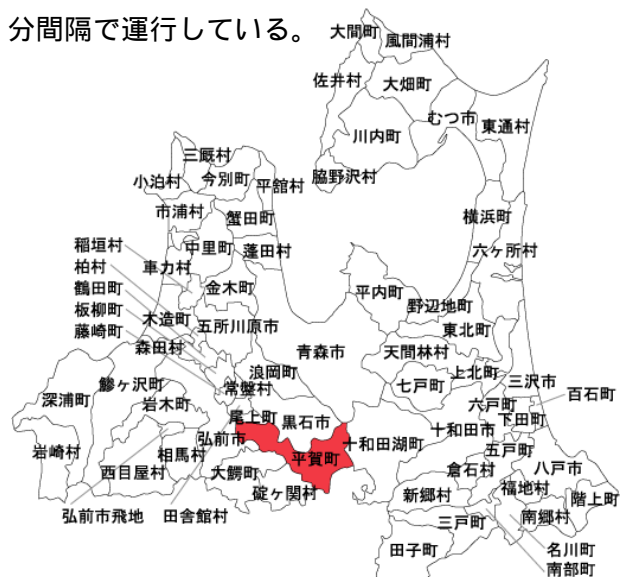 分間隔で運行している。
大間町
風間浦村
佐井村
大畑町
むつ市
東通村
川内町
脇野沢村
三厩村
小泊村
今別町
平舘村
市浦村
蟹田町
横浜町
稲垣村
中里町
蓬田村
六ヶ所村
柏村
車力村
鶴田町
金木町
平内町
野辺地町
板柳町
木造町
五所川原市
東北町
藤崎町
森田村
青森市
天間林村
浪岡町
上北町
鰺ヶ沢町
常盤村
七戸町
三沢市
百石町
深浦町
岩木町
六戸町
尾上町
黒石市
下田町
弘前市
十和田湖町
十和田市
岩崎村
相馬村
平賀町
五戸町
西目屋村
大鰐町
倉石村
八戸市
碇ヶ関村
新郷村
福地村
階上町
弘前市飛地
田舎館村
三戸町
南郷村
田子町
名川町
南部町